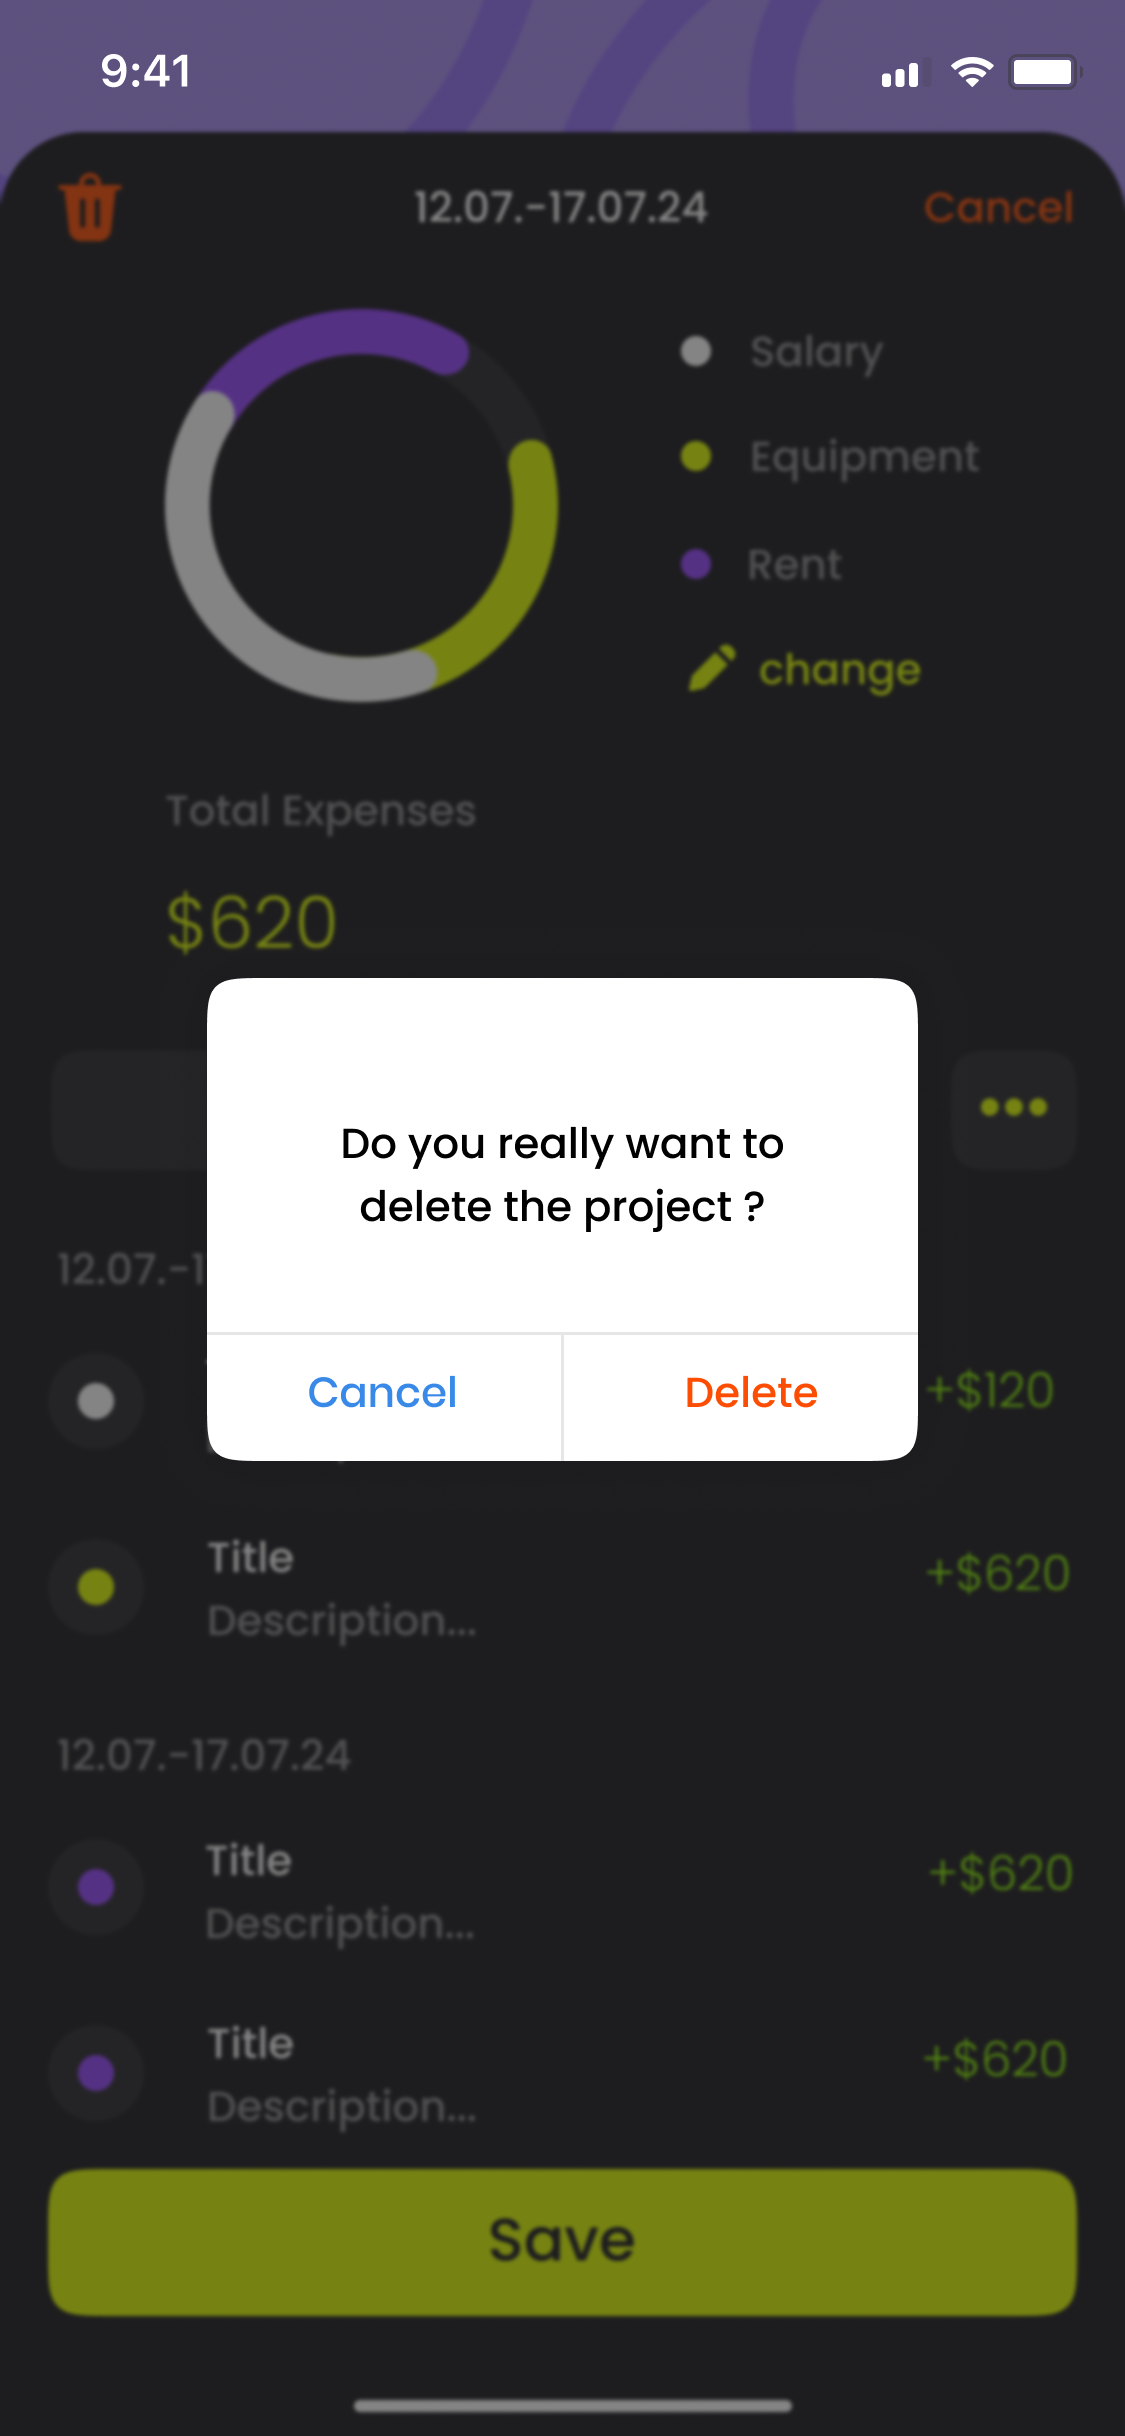 9:41
12.07.-17.07.24
Cancel
Salary
Equipment
Rent
change
Total Expenses
$620
Do you really want to
delete the project ?
Cancel
Delete
12.07.-1
+$120
Title
+$620
Description...
12.07.-17.07.24
Title
+$620
Description...
Title
+$620
Description...
Save